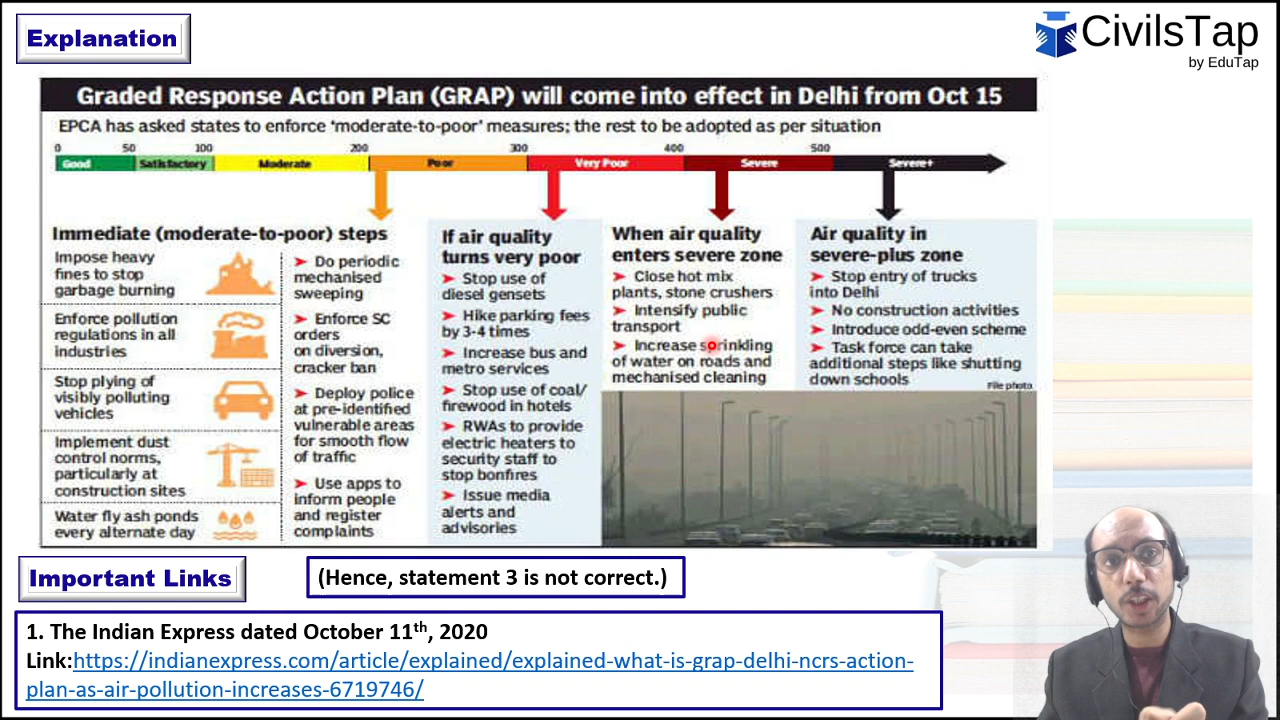 Explanation
CivilsTap
by EduTap
Graded Response Action Plan (GRAP) will come into effect in Delhi from Oct 15
EPCA has asked states to enforce ‘moderate-to-poor’ measures; the rest to be adopted as per situation
0 50 100 200 300 400 500
Good Satisfactory Moderate Poor Very Poor Severe Severe+
Immediate (moderate-to-poor) steps
Impose heavy
fines to stop
garbage burning
Enforce pollution
regulations in all
industries
Stop plying of
visibly polluting
vehicles
Implement dust
control norms,
particularly at
construction sites
Water fly ash ponds
every alternate day
➤ Do periodic
mechanised
sweeping
➤ Enforce SC
orders
on diversion,
cracker ban
➤ Deploy police
at pre-identified
vulnerable areas
for smooth flow
of traffic
➤ Use apps to
inform people
and register
complaints
If air quality
turns very poor
➤ Stop use of
diesel gensets
➤ Hike parking fees
by 3-4 times
➤ Increase bus and
metro services
➤ Stop use of coal/
firewood in hotels
➤ RWAs to provide
electric heaters to
security staff to
stop bonfires
➤ Issue media
alerts and
advisories
When air quality
enters severe zone
➤ Close hot mix
plants, stone crushers
➤ Intensify public
transport
➤ Increase sprinkling
of water on roads and
mechanised cleaning
Air quality in
severe-plus zone
➤ Stop entry of trucks
into Delhi
➤ No construction activities
➤ Introduce odd-even scheme
➤ Task force can take
additional steps like shutting
down schools
File photo
Important Links
(Hence, statement 3 is not correct.)
1. The Indian Express dated October 11th, 2020
Link:https://indianexpress.com/article/explained/explained-what-is-grap-delhi-ncrs-action-
plan-as-air-pollution-increases-6719746/